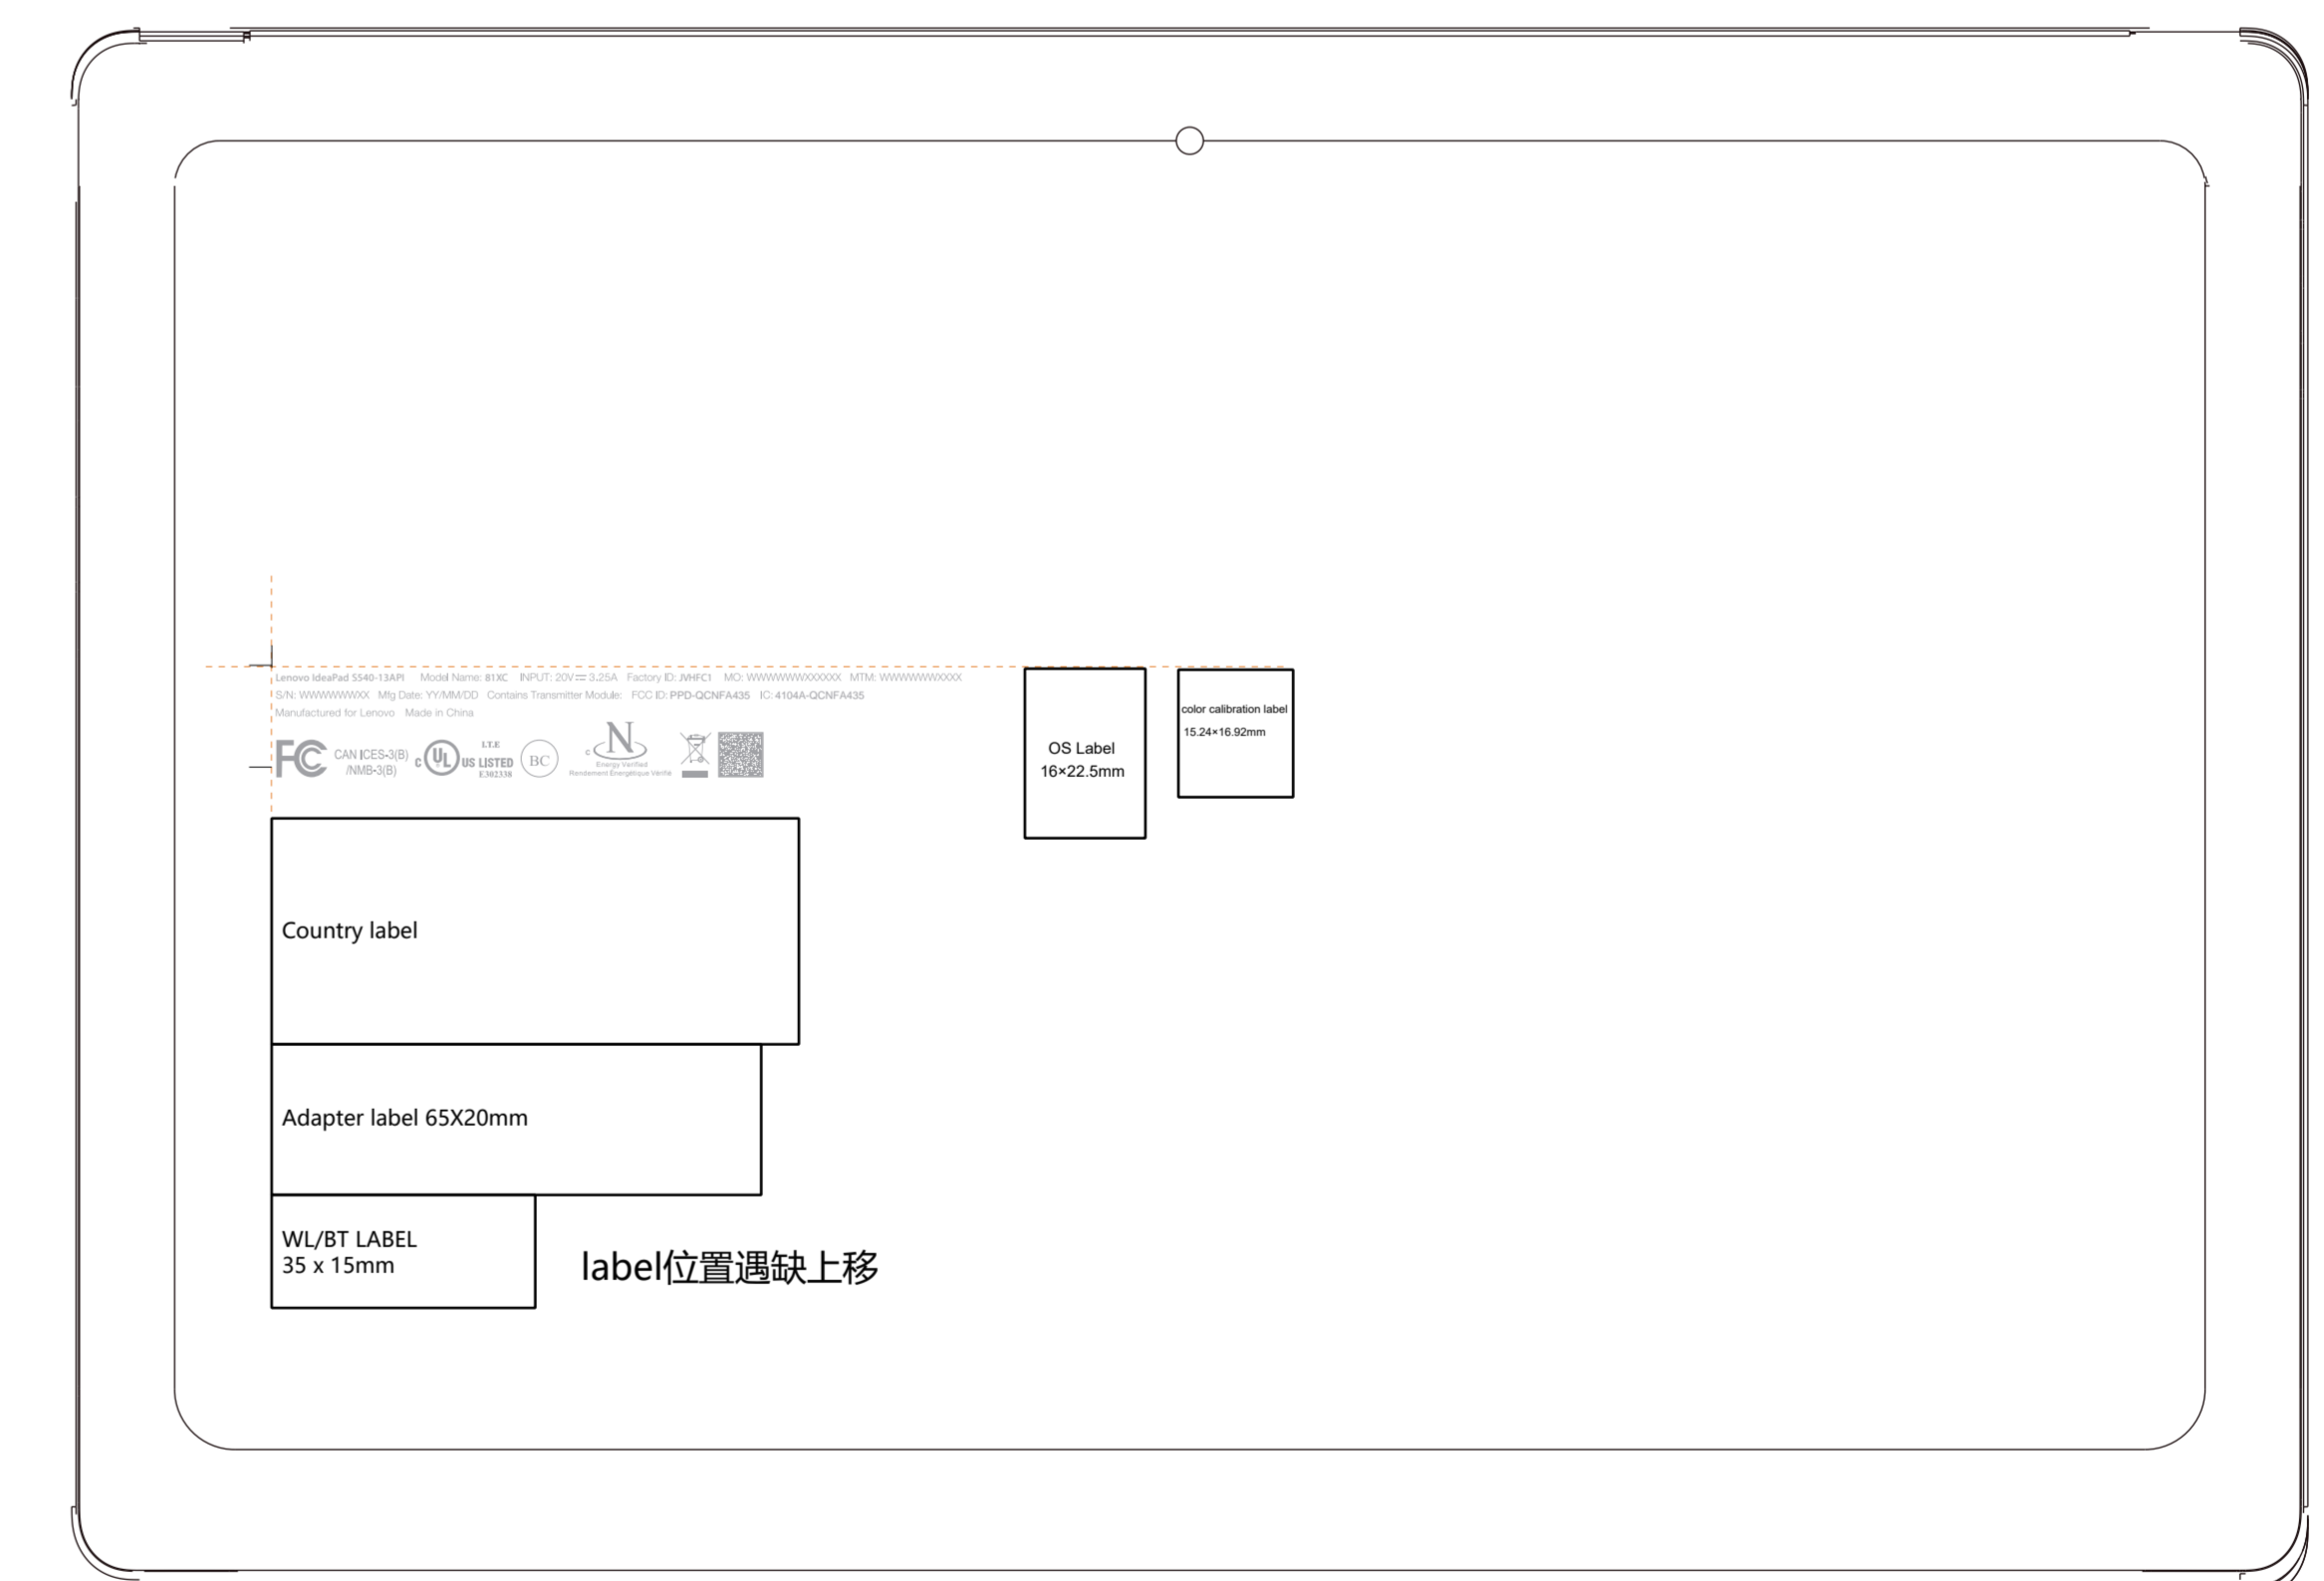 Lenovo IdeaPad S540-13API Model Name: 81XC INPUT: 20V⎓3.25A Factory ID: JVHFC1 MO: WWWWWWXXXXXX MTM: WWWWWWXXXX
S/N: WWWWWWXX Mfg Date: YY/MM/DD Contains Transmitter Module: FCC ID: PPD-QCNFA435 IC: 4104A-QCNFA435
Manufactured for Lenovo Made in China
FC
CAN ICES-3(B)
/NMB-3(B)
c UL US LISTED
I.T.E
E302338
BC
c N
Energy Verified
Rendement Énergétique Vérifié
OS Label
16×22.5mm
color calibration label
15.24×16.92mm
Country label
Adapter label 65X20mm
WL/BT LABEL
35 x 15mm
label位置遇缺上移